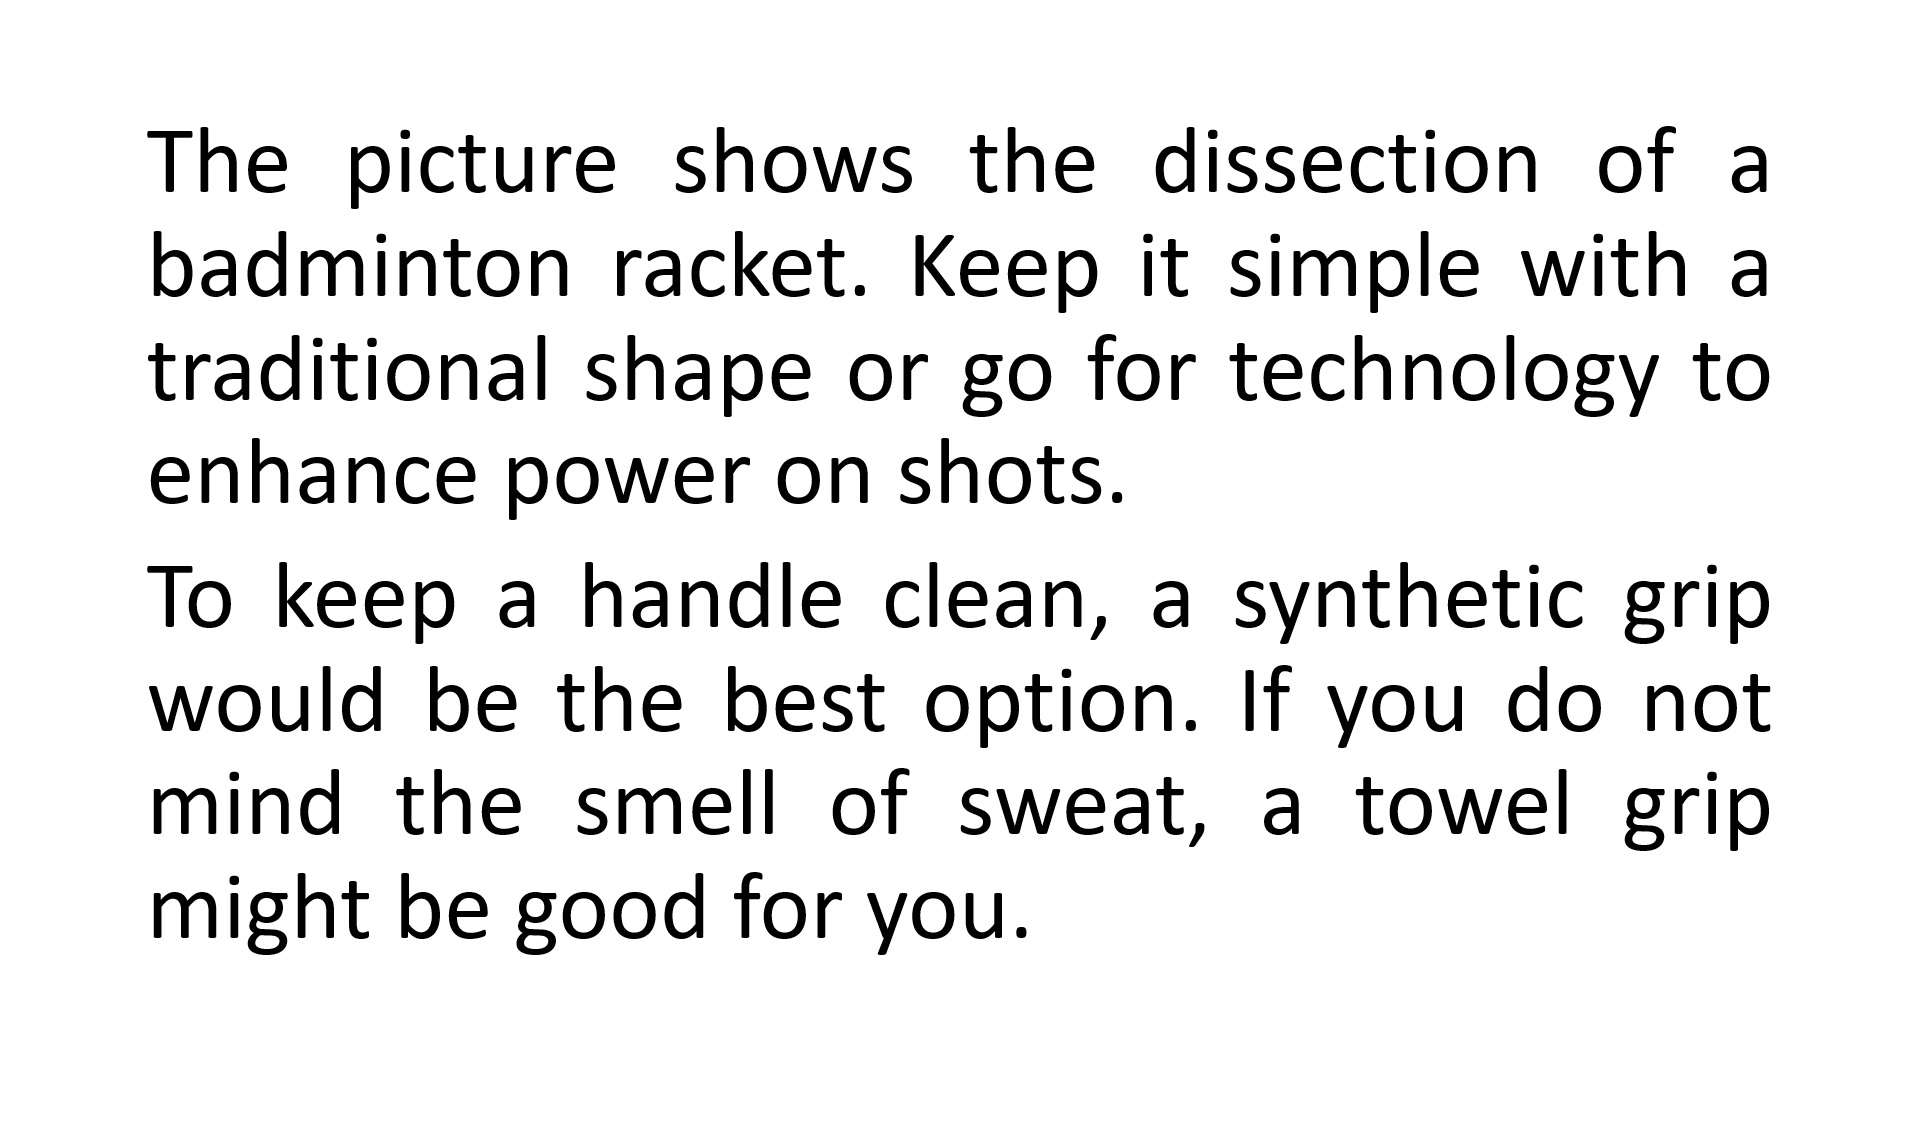 The picture shows the dissection of a
badminton racket. Keep it simple with a
traditional shape or go for technology to
enhance power on shots.
To keep a handle clean, a synthetic grip
would be the best option. If you do not
mind the smell of sweat, a towel grip
might be good for you.